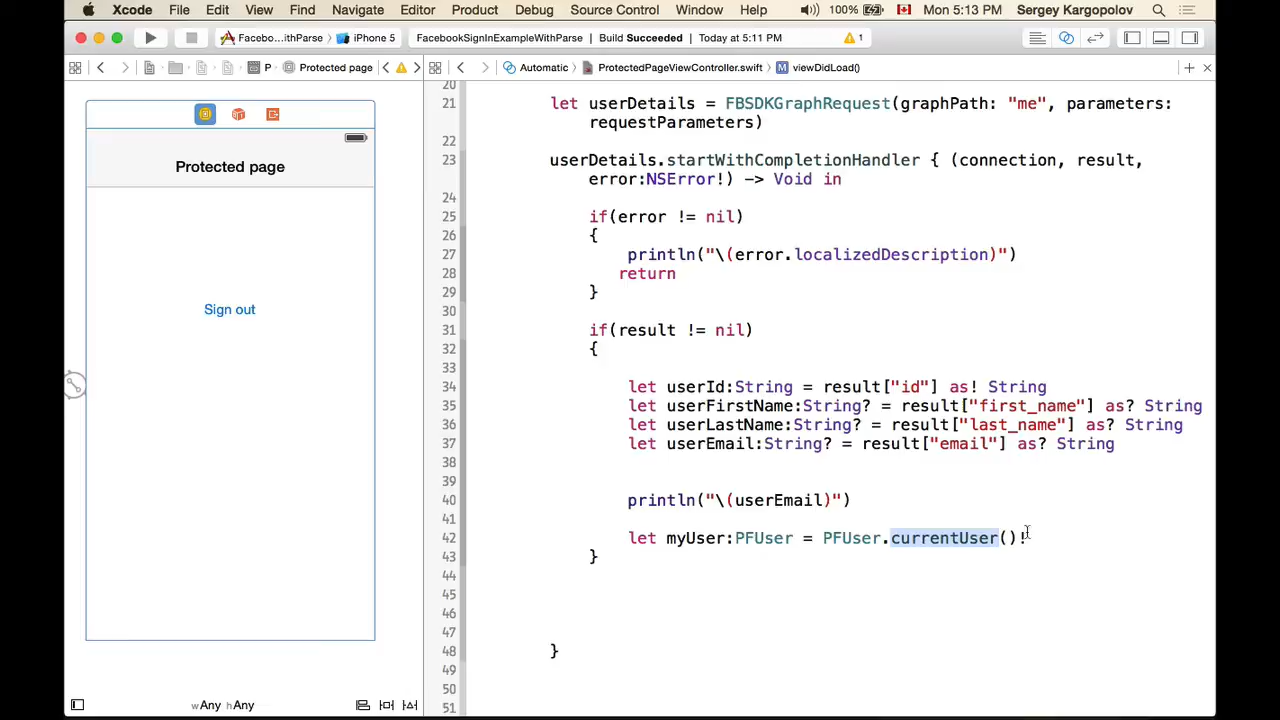 Xcode File Edit View Find Navigate Editor Product Debug Source Control Window Help 100% Mon 5:13 PM Sergey Kargopolov
Facebo...ithParse iPhone 5 FacebookSignInExampleWithParse Build Succeeded Today at 5:11 PM 1
P Protected page Automatic ProtectedPageViewController.swift M viewDidLoad()
Protected page
Sign out
wAny hAny
20
21 let userDetails = FBSDKGraphRequest(graphPath: "me", parameters:
requestParameters)
22
23 userDetails.startWithCompletionHandler { (connection, result,
error:NSError!) -> Void in
24
25 if(error != nil)
26 {
27 println("\(error.localizedDescription)")
28 return
29 }
30
31 if(result != nil)
32 {
33
34 let userId:String = result["id"] as! String
35 let userFirstName:String? = result["first_name"] as? String
36 let userLastName:String? = result["last_name"] as? String
37 let userEmail:String? = result["email"] as? String
38
39
40 println("\(userEmail)")
41
42 let myUser:PFUser = PFUser.currentUser()!
43 }
44
45
46
47
48 }
49
50
51